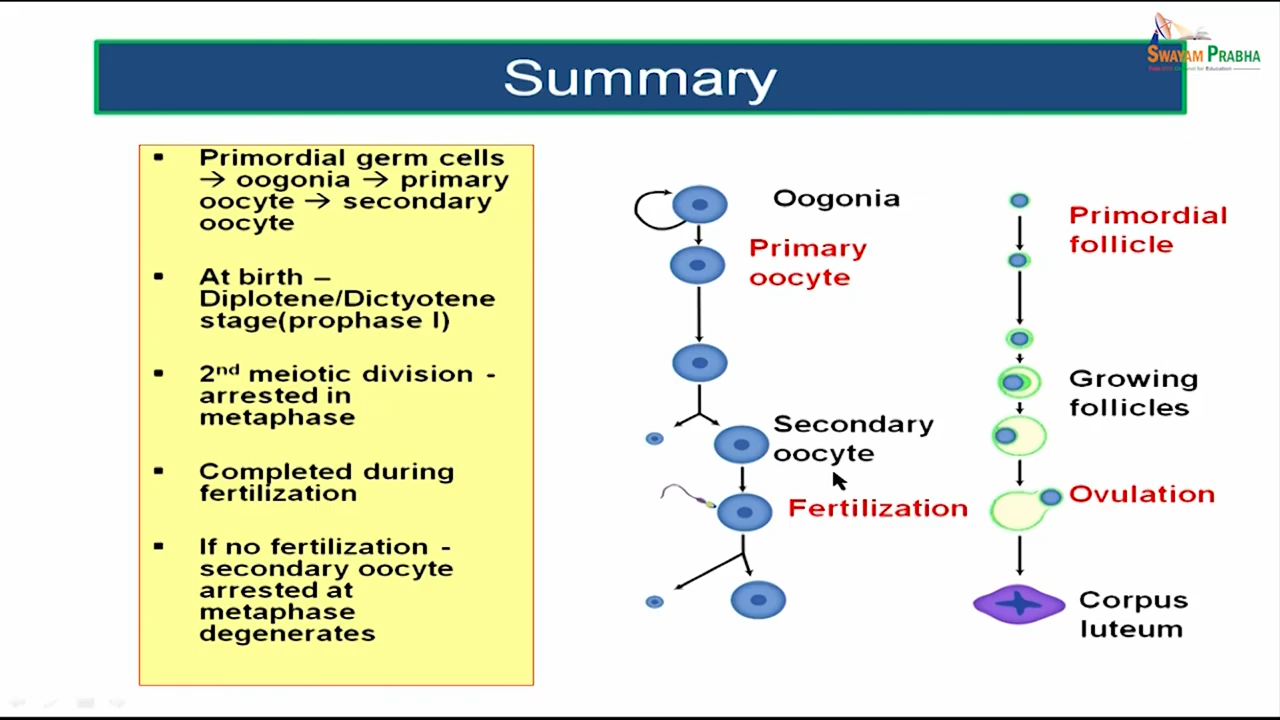 SWAYAM PRABHA
Summary
▪ Primordial germ cells
→ oogonia → primary
oocyte → secondary
oocyte
▪ At birth –
Diplotene/Dictyotene
stage(prophase I)
▪ 2nd meiotic division -
arrested in
metaphase
▪ Completed during
fertilization
▪ If no fertilization -
secondary oocyte
arrested at
metaphase
degenerates
Oogonia
Primary
oocyte
Secondary
oocyte
Fertilization
Primordial
follicle
Growing
follicles
Ovulation
Corpus
luteum